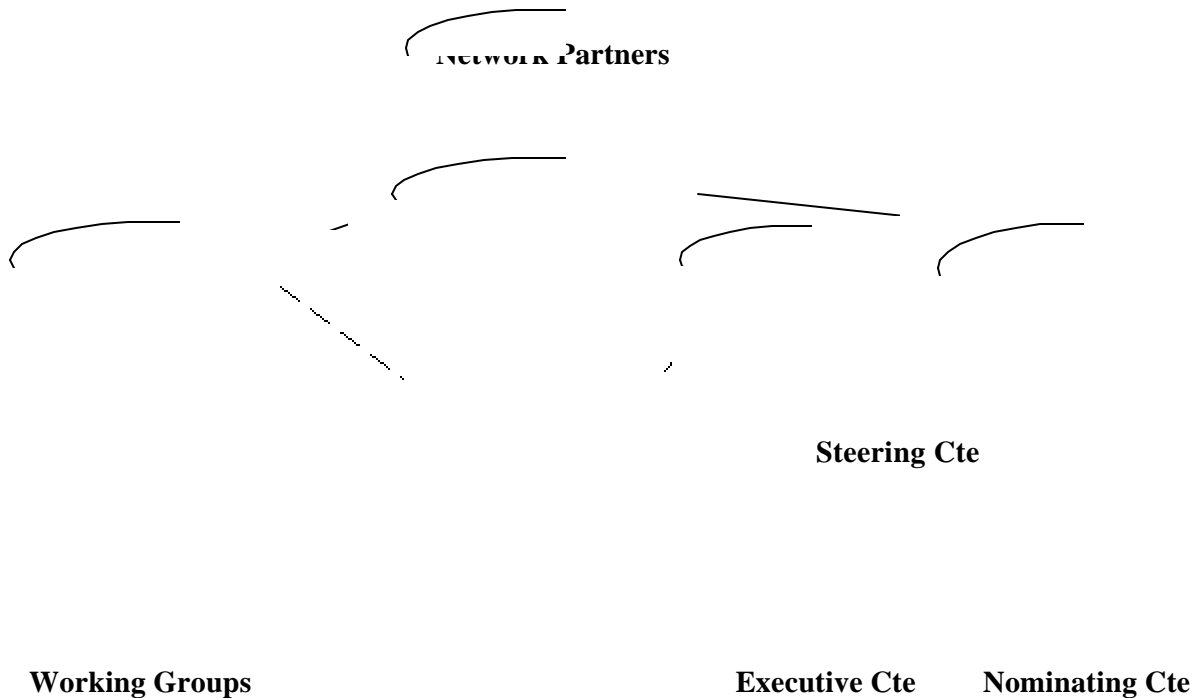 Network Partners
Steering Cte
Working Groups Executive Cte Nominating Cte